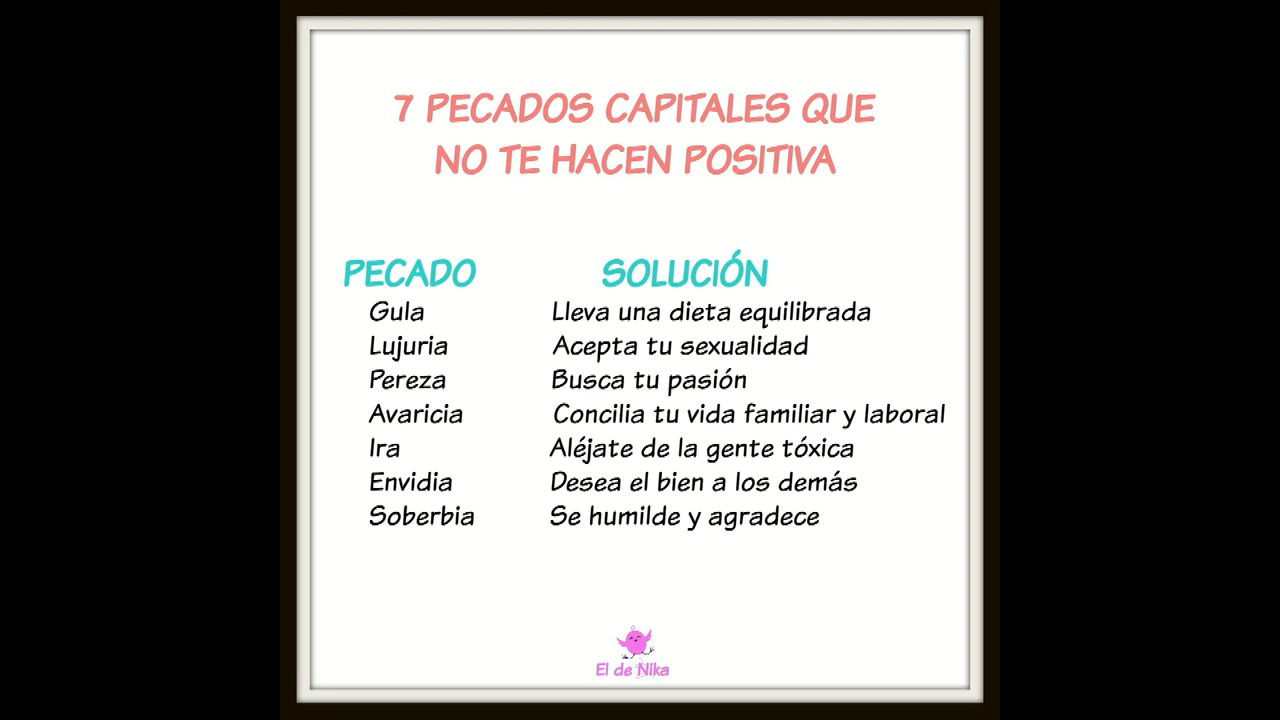 7 PECADOS CAPITALES QUE
NO TE HACEN POSITIVA
PECADO SOLUCIÓN
Gula Lleva una dieta equilibrada
Lujuria Acepta tu sexualidad
Pereza Busca tu pasión
Avaricia Concilia tu vida familiar y laboral
Ira Aléjate de la gente tóxica
Envidia Desea el bien a los demás
Soberbia Se humilde y agradece
El de Nika